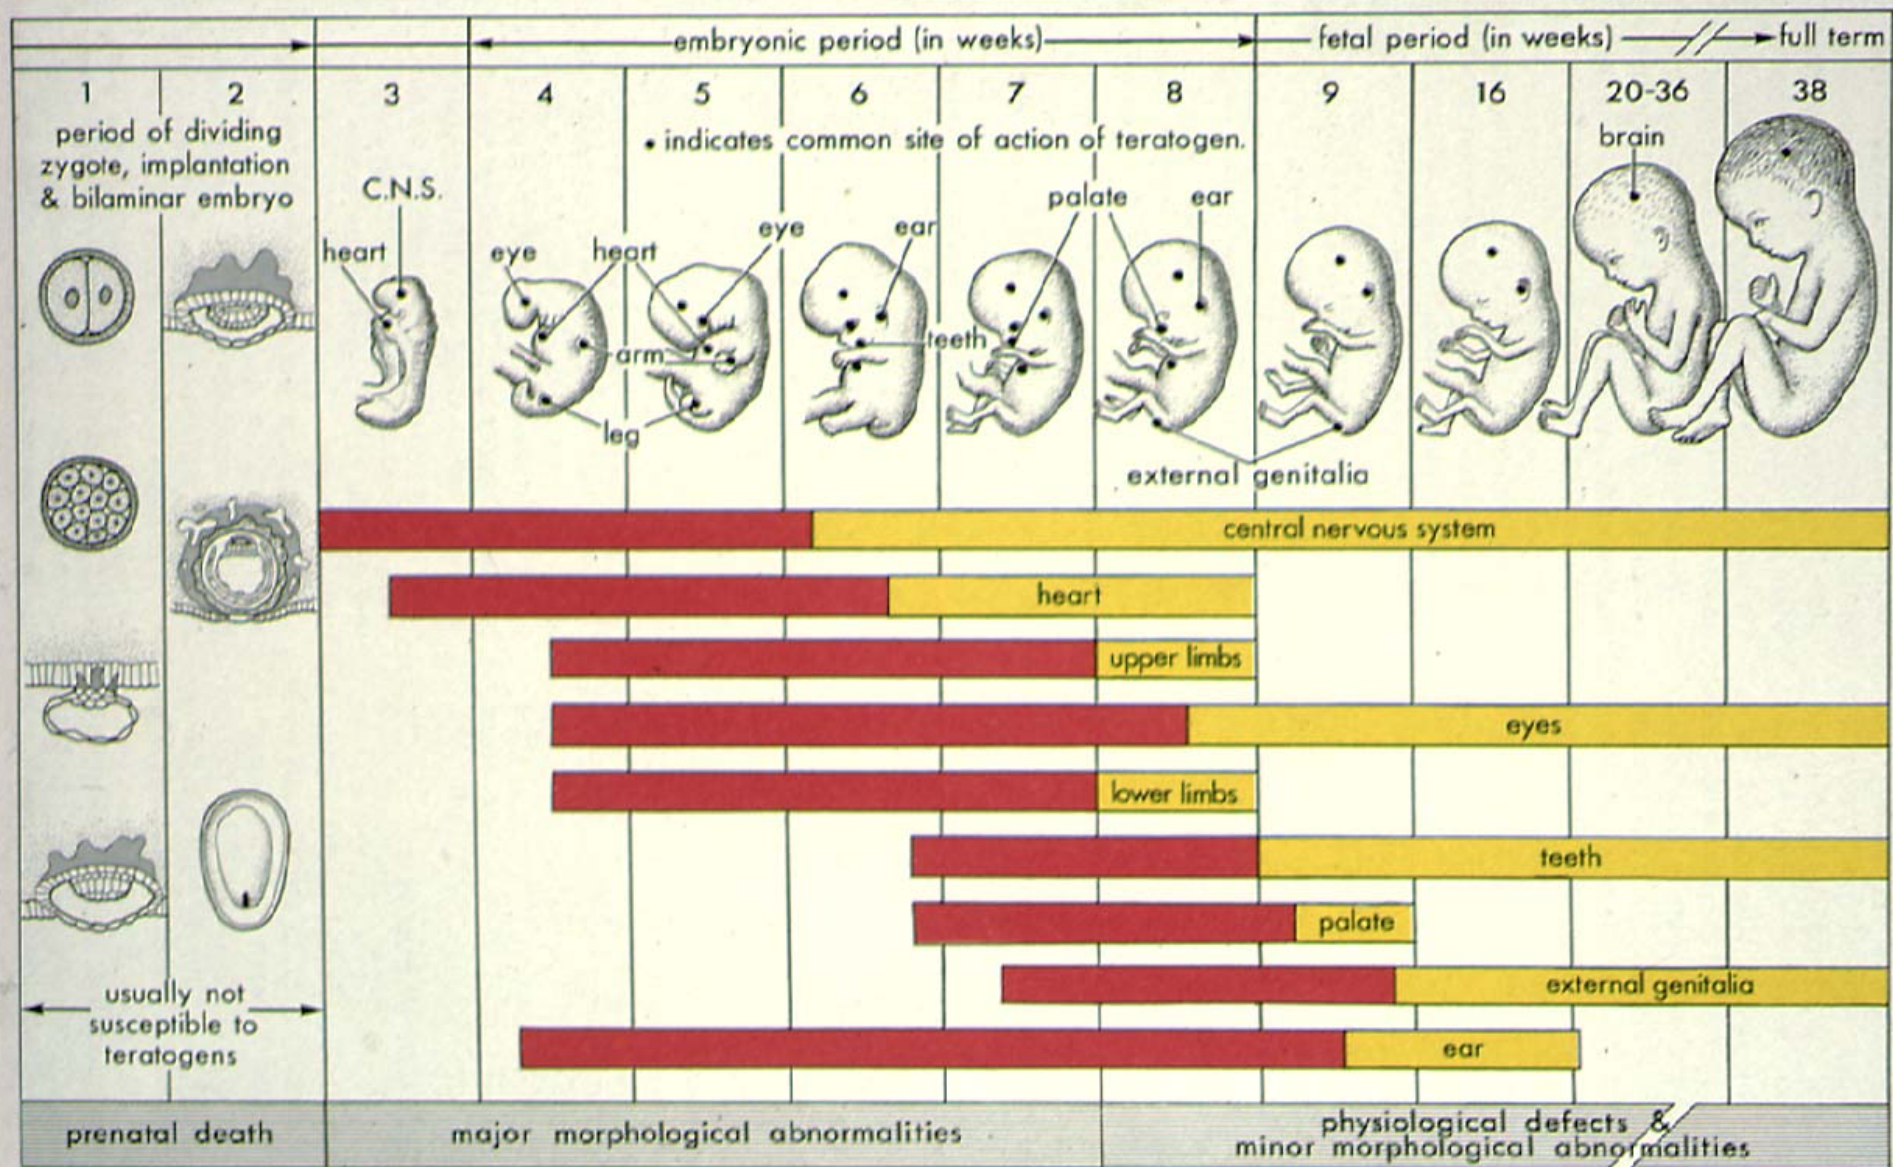 embryonic period (in weeks)
fetal period (in weeks)
full term
1
2
3
4
5
6
7
8
9
16
20-36
38
period of dividing
zygote, implantation
& bilaminar embryo
• indicates common site of action of teratogen.
brain
C.N.S.
palate
ear
heart
eye
heart
eye
ear
arm
teeth
leg
external genitalia
central nervous system
heart
upper limbs
eyes
lower limbs
teeth
palate
external genitalia
ear
usually not
susceptible to
teratogens
prenatal death
major morphological abnormalities
physiological defects &
minor morphological abnormalities